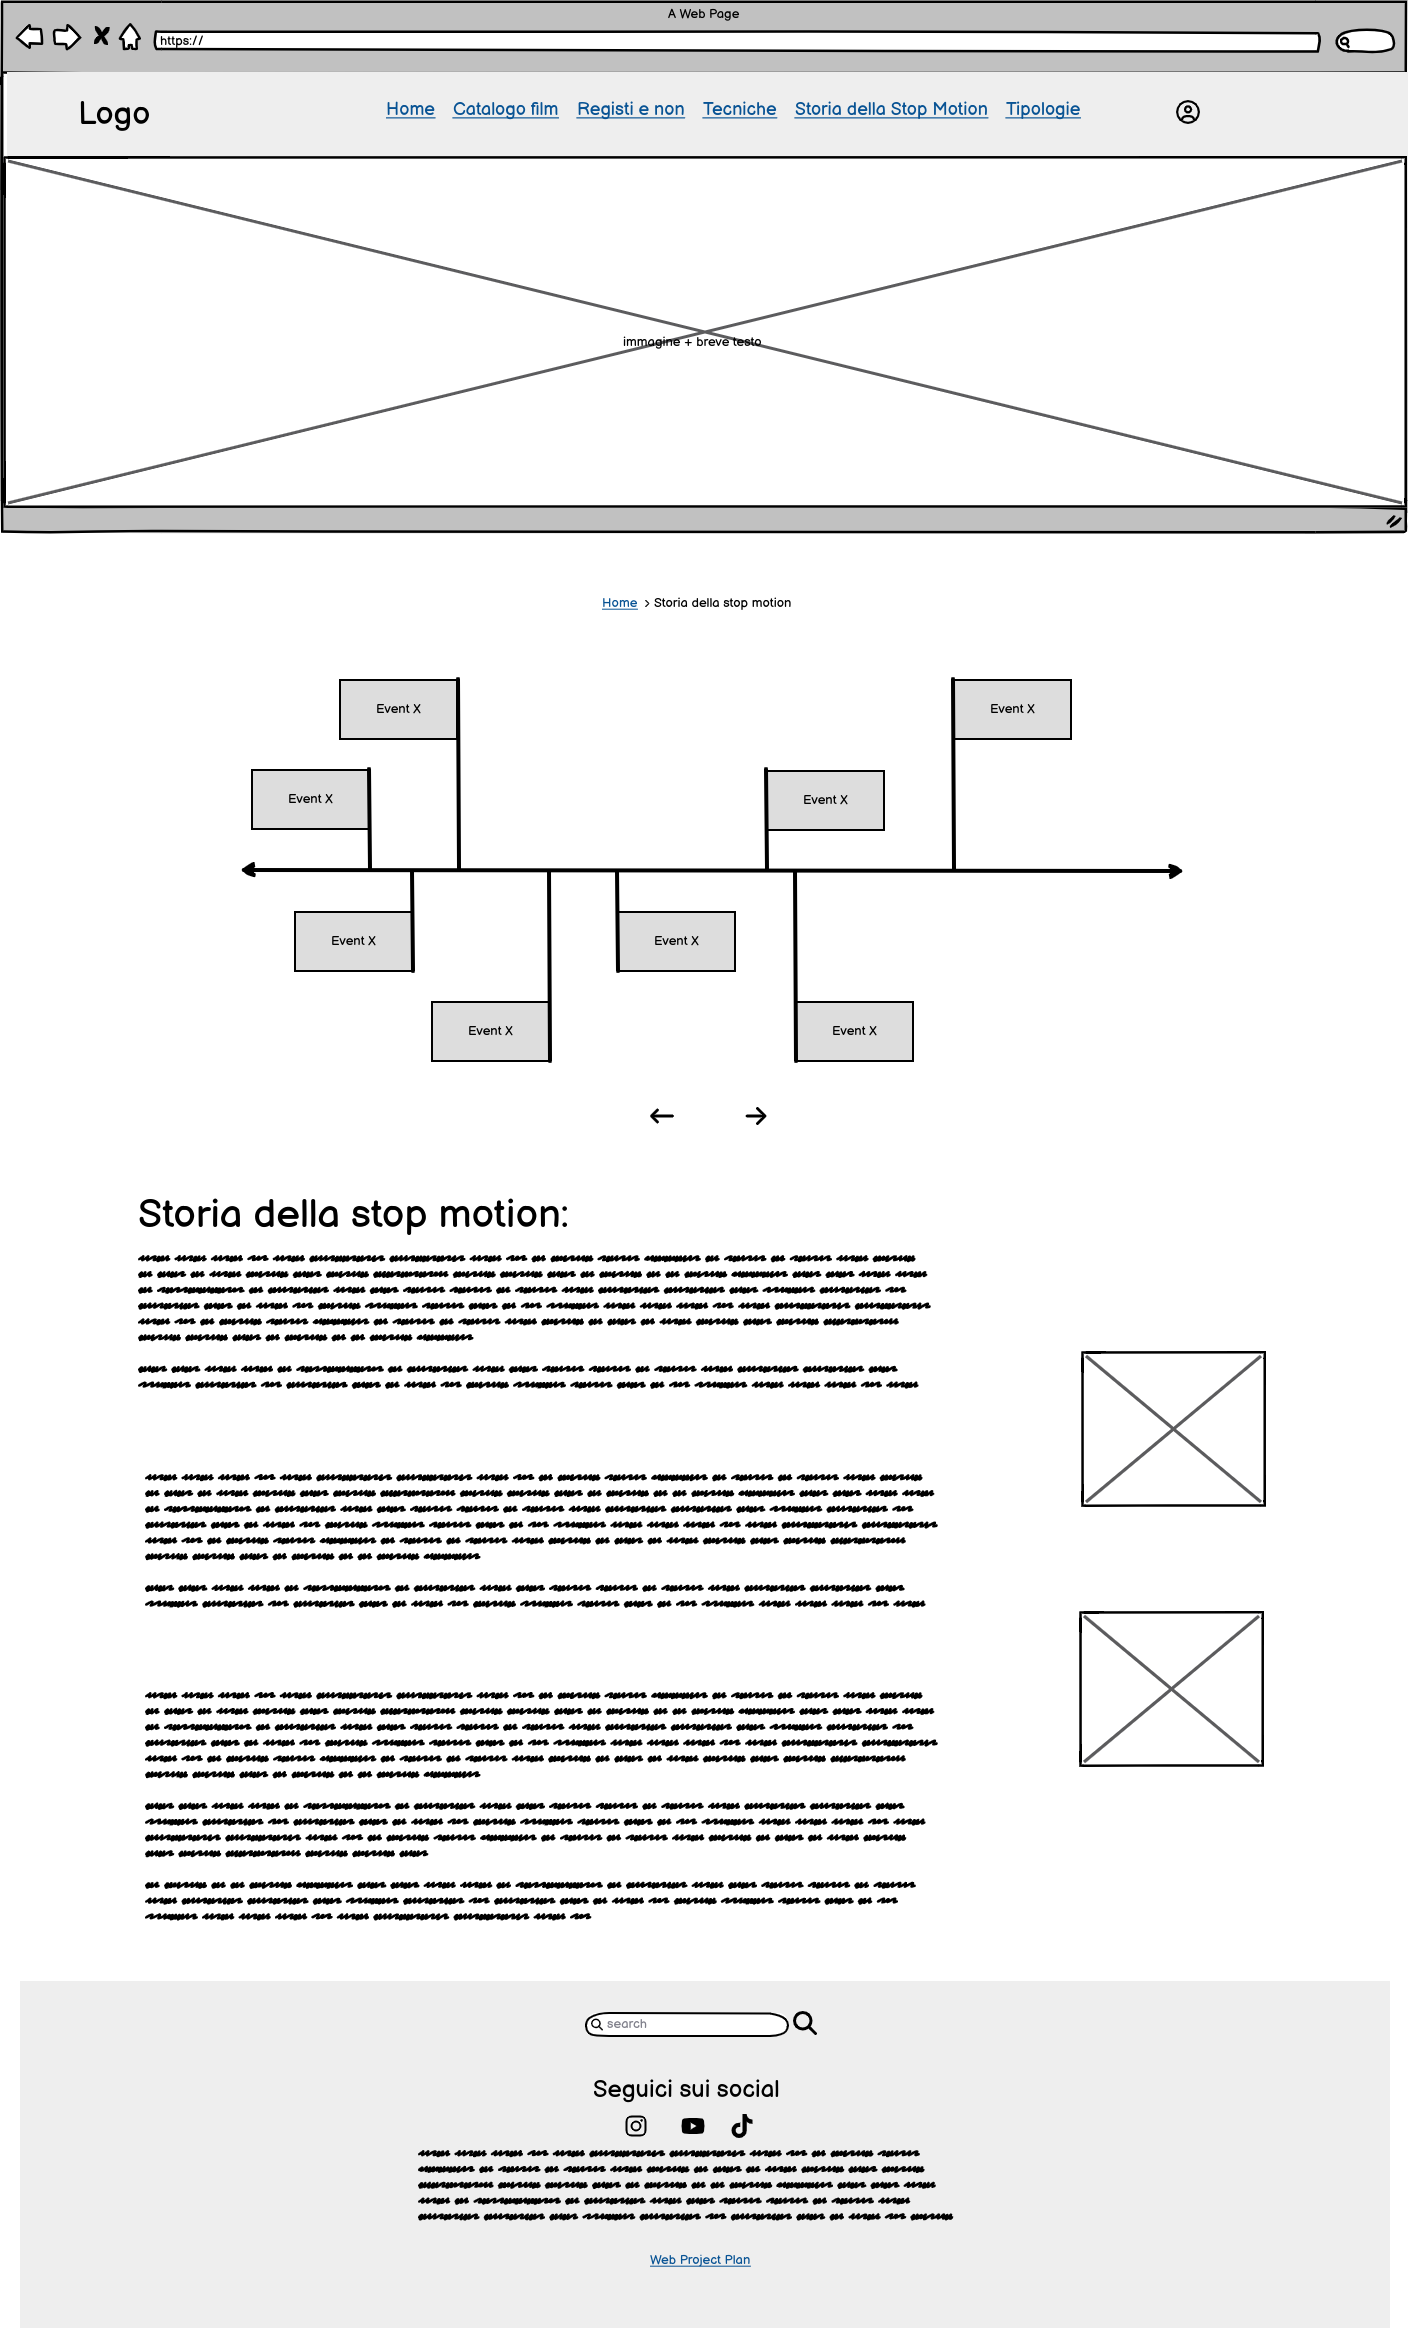 A Web Page
https://
Logo
Home Catalogo film Registi e non Tecniche Storia della Stop Motion Tipologie
immagine + breve testo
Home > Storia della stop motion
Event X
Event X
Event X
Event X
Event X
Event X
Event X
Event X
Storia della stop motion:
search
Seguici sui social
Web Project Plan